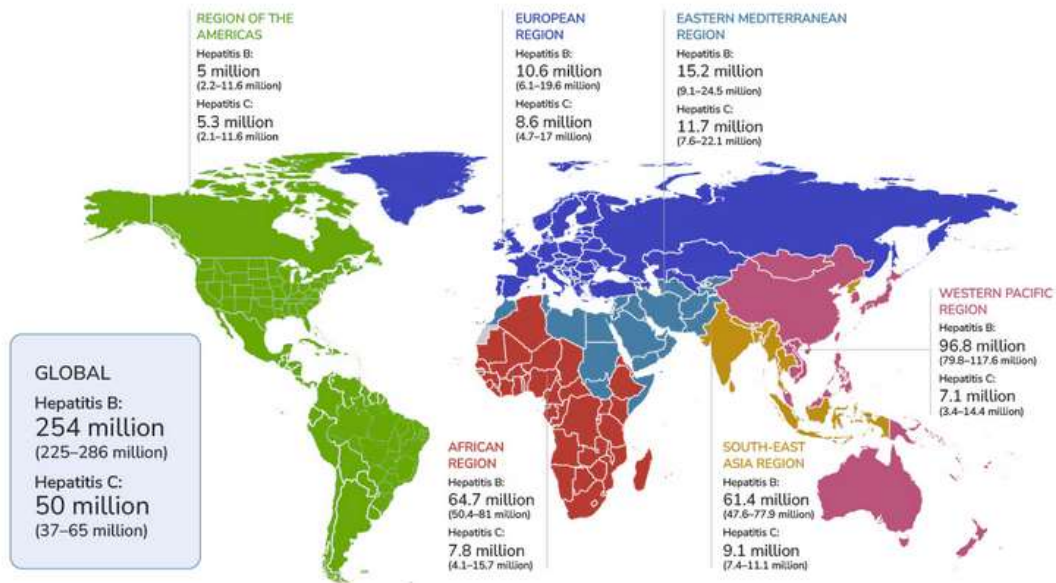 REGION OF THE
AMERICAS
Hepatitis B:
5 million
(2.2–11.6 million)
Hepatitis C:
5.3 million
(2.1–11.6 million
EUROPEAN
REGION
Hepatitis B:
10.6 million
(6.1–19.6 million)
Hepatitis C:
8.6 million
(4.7–17 million)
EASTERN MEDITERRANEAN
REGION
Hepatitis B:
15.2 million
(9.1–24.5 million)
Hepatitis C:
11.7 million
(7.6–22.1 million)
WESTERN PACIFIC
REGION
Hepatitis B:
96.8 million
(79.8–117.6 million)
Hepatitis C:
7.1 million
(3.4–14.4 million)
GLOBAL
Hepatitis B:
254 million
(225–286 million)
Hepatitis C:
50 million
(37–65 million)
AFRICAN
REGION
Hepatitis B:
64.7 million
(50.4–81 million)
Hepatitis C:
7.8 million
(4.1–15.7 million)
SOUTH-EAST
ASIA REGION
Hepatitis B:
61.4 million
(47.6–77.9 million)
Hepatitis C:
9.1 million
(7.4–11.1 million)